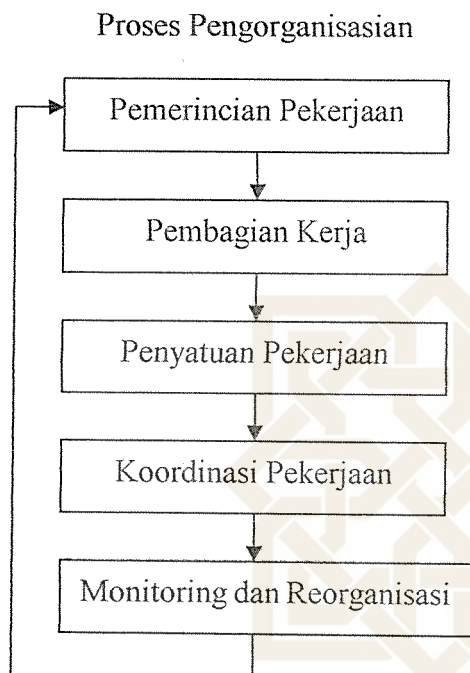 Proses Pengorganisasian
Pemerincian Pekerjaan
Pembagian Kerja
Penyatuan Pekerjaan
Koordinasi Pekerjaan
Monitoring dan Reorganisasi